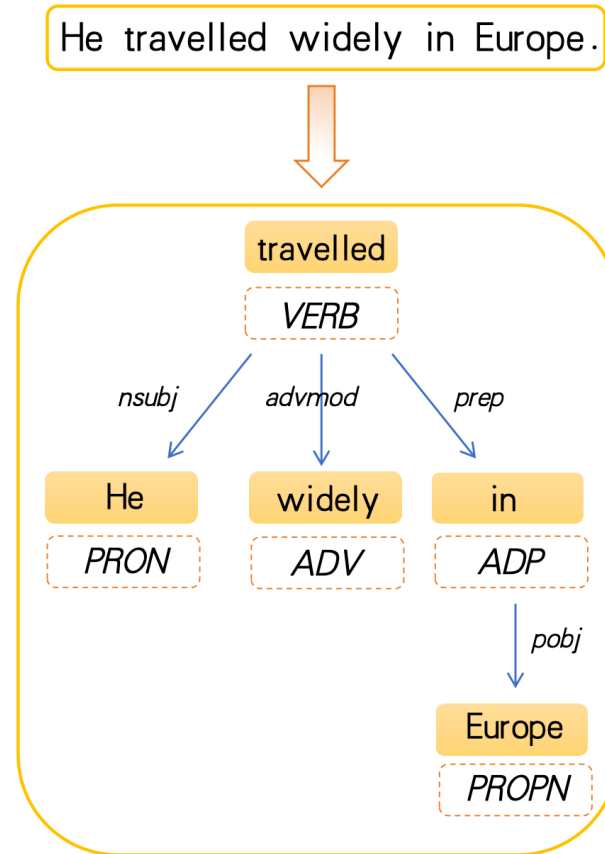 He travelled widely in Europe.
travelled
VERB
nsubj advmod prep
He widely in
PRON ADV ADP
pobj
Europe
PROPN